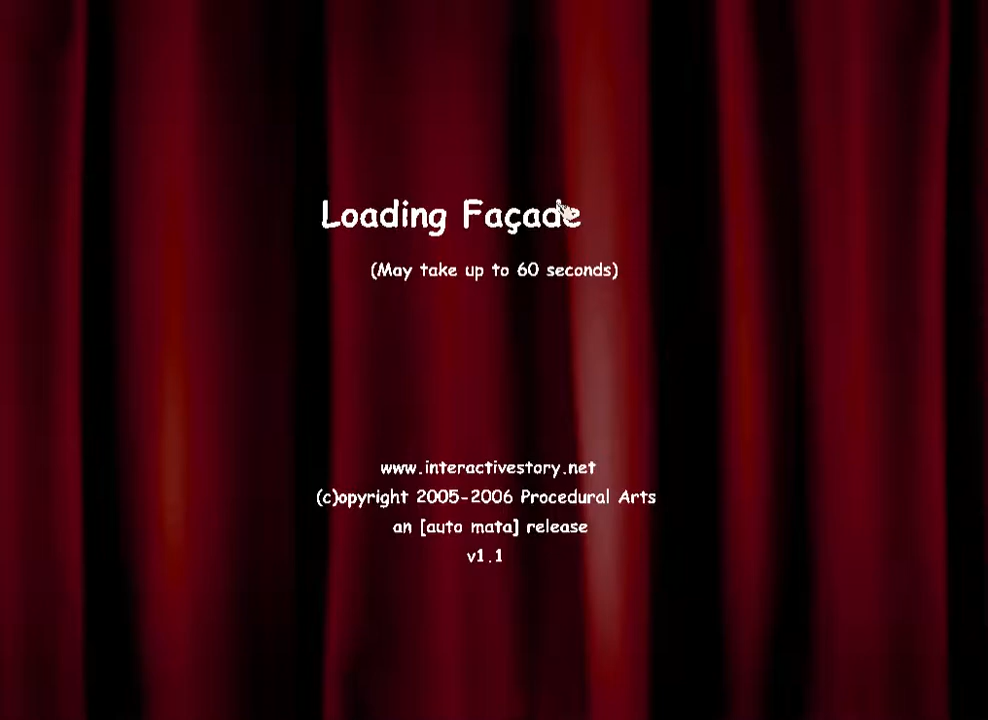 Loading Façade
(May take up to 60 seconds)
www.interactivestory.net
(c)opyright 2005-2006 Procedural Arts
an [auto mata] release
v1.1